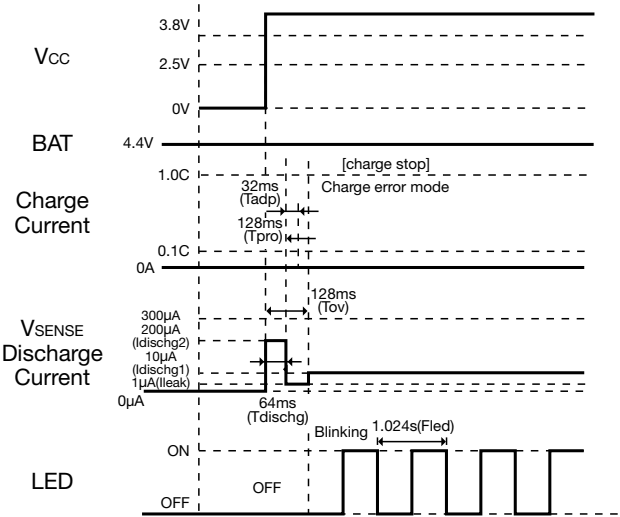 3.8V
VCC
2.5V
0V
BAT
4.4V
1.0C
[charge stop]
Charge error mode
32ms
(Tadp)
Charge
Current
128ms
(Tpro)
0.1C
0A
128ms
(Tov)
300μA
200μA
(Idischg2)
VSENSE
Discharge
Current
10μA
(Idischg1)
1μA(Ileak)
0μA
64ms
(Tdischg)
Blinking
1.024s(Fled)
ON
LED
OFF
OFF